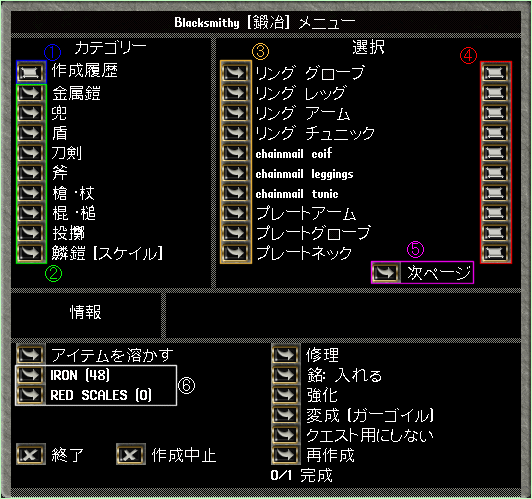 Blacksmithy [鍛冶] メニュー
カテゴリー
選択
①
③
④
作成履歴
金属鎧
兜
盾
刀剣
斧
槍・杖
棍・槌
投擲
鱗鎧 [スケイル]
②
リング グローブ
リング レッグ
リング アーム
リング チュニック
chainmail coif
chainmail leggings
chainmail tunic
プレートアーム
プレートグローブ
プレートネック
⑤
次ページ
情報
アイテムを溶かす
IRON (48)
RED SCALES (0)
⑥
終了
作成中止
修理
銘: 入れる
強化
変成 (ガーゴイル)
クエスト用にしない
再作成
0/1 完成